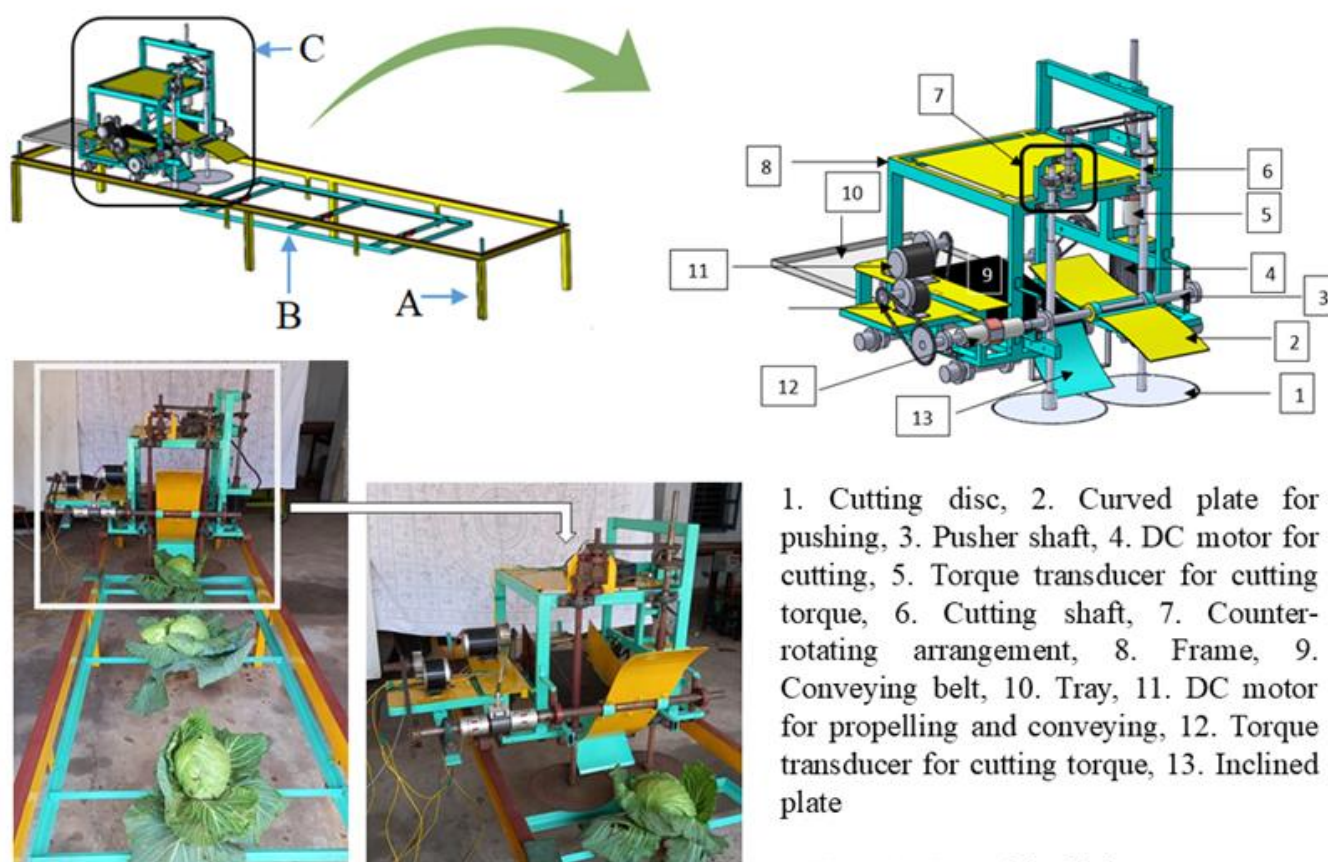 C
B
A
7
8
10
11
9
12
13
6
5
4
3
2
1
1. Cutting disc, 2. Curved plate for
pushing, 3. Pusher shaft, 4. DC motor for
cutting, 5. Torque transducer for cutting
torque, 6. Cutting shaft, 7. Counter-
rotating arrangement, 8. Frame, 9.
Conveying belt, 10. Tray, 11. DC motor
for propelling and conveying, 12. Torque
transducer for cutting torque, 13. Inclined
plate